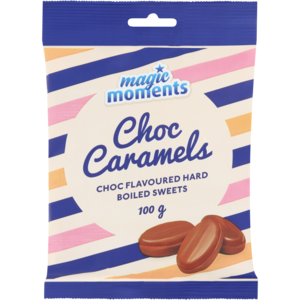 magic
moments
Choc
Caramels
CHOC FLAVOURED HARD
BOILED SWEETS
100 g